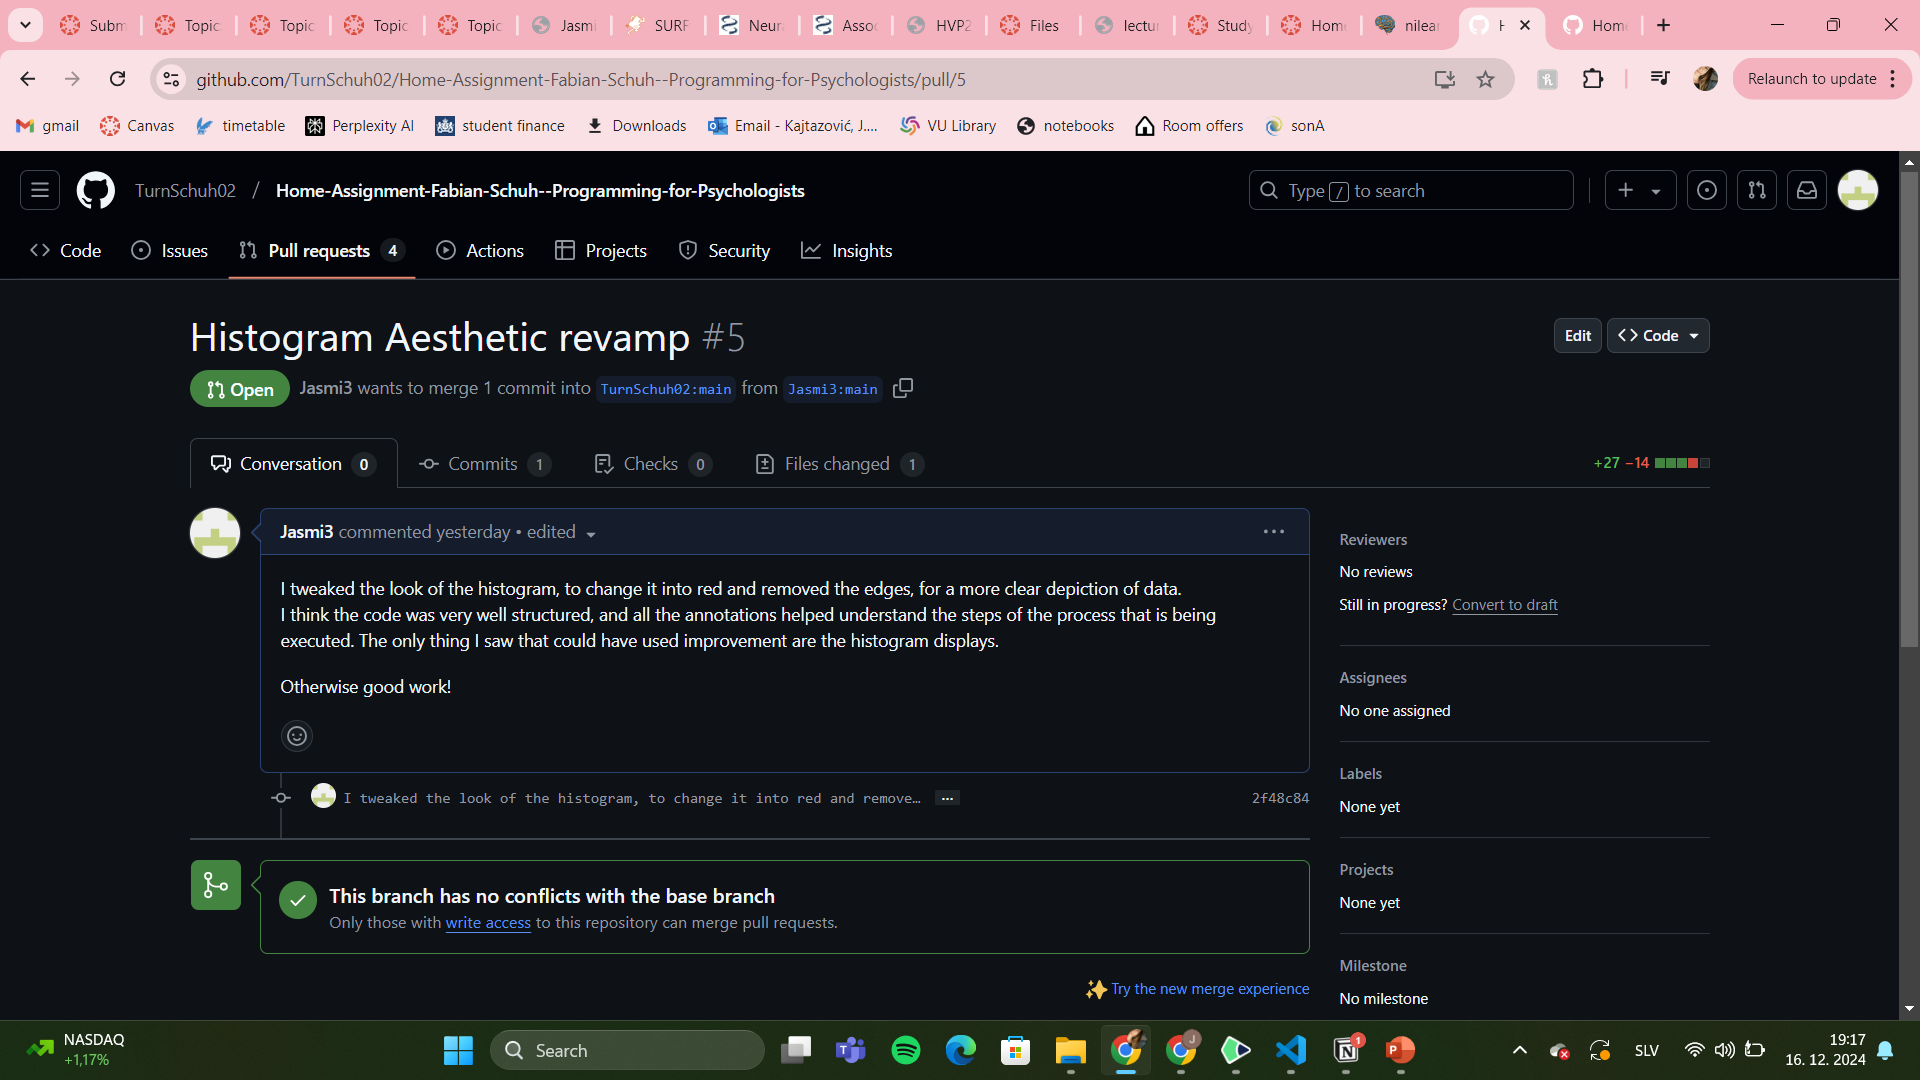 Subm
Topic
Topic
Topic
Topic
Jasmi
SURF
Neur
Assoc
HVP2
Files
lectur
Study
Home
nilear
H
Home
github.com/TurnSchuh02/Home-Assignment-Fabian-Schuh--Programming-for-Psychologists/pull/5
Relaunch to update
gmail
Canvas
timetable
Perplexity AI
student finance
Downloads
Email - Kajtazović, J....
VU Library
notebooks
Room offers
sonA
TurnSchuh02 / Home-Assignment-Fabian-Schuh--Programming-for-Psychologists
Type / to search
Code
Issues
Pull requests 4
Actions
Projects
Security
Insights
Histogram Aesthetic revamp #5
Edit
Code
Open
Jasmi3 wants to merge 1 commit into TurnSchuh02:main from Jasmi3:main
Conversation 0
Commits 1
Checks 0
Files changed 1
+27 −14
Jasmi3 commented yesterday • edited
I tweaked the look of the histogram, to change it into red and removed the edges, for a more clear depiction of data.
I think the code was very well structured, and all the annotations helped understand the steps of the process that is being
executed. The only thing I saw that could have used improvement are the histogram displays.
Otherwise good work!
I tweaked the look of the histogram, to change it into red and remove… ...
2f48c84
This branch has no conflicts with the base branch
Only those with write access to this repository can merge pull requests.
Try the new merge experience
Reviewers
No reviews
Still in progress? Convert to draft
Assignees
No one assigned
Labels
None yet
Projects
None yet
Milestone
No milestone
NASDAQ
+1,17%
Search
J
1
SLV
19:17
16. 12. 2024